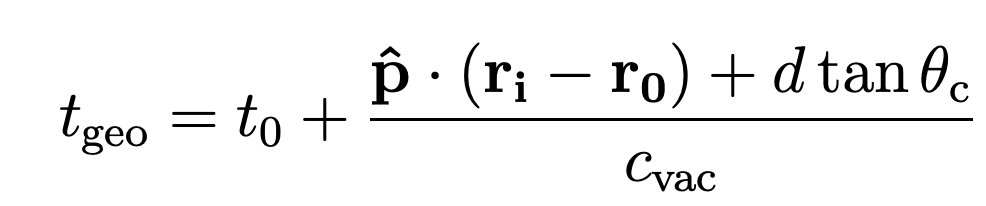 t_geo = t_0 + (p̂ · (r_i − r_0) + d tan θ_c) / c_vac